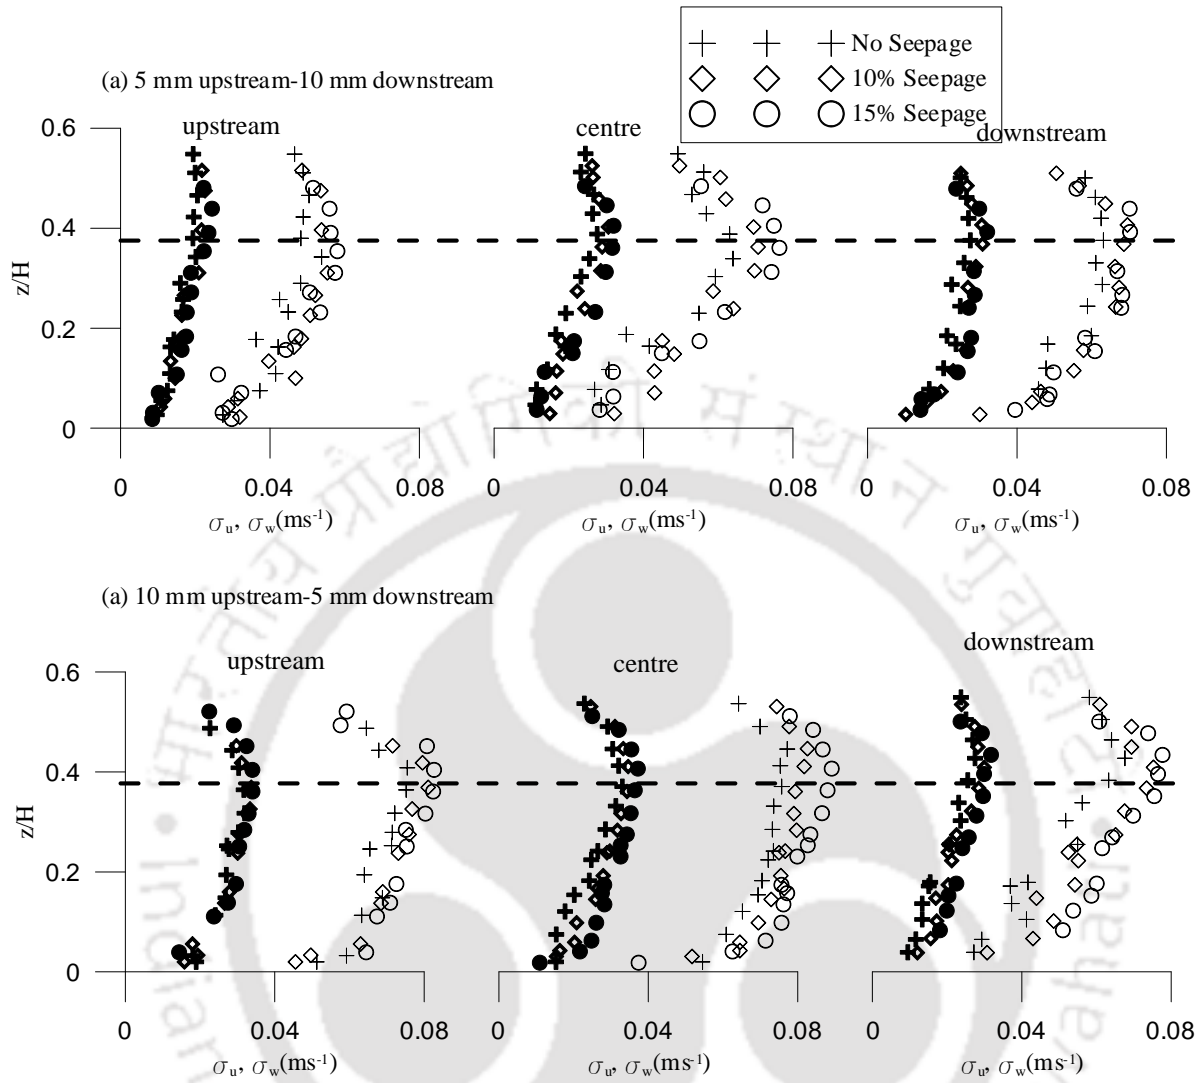 No Seepage
10% Seepage
15% Seepage
(a) 5 mm upstream-10 mm downstream
upstream
centre
downstream
z/H
0.6
0.4
0.2
0
0 0.04 0.08
0.04 0.08
0 0.04 0.08
σu, σw(ms-1)
σu, σw(ms-1)
σu, σw(ms-1)
(a) 10 mm upstream-5 mm downstream
upstream
centre
downstream
z/H
0.6
0.4
0.2
0
0 0.04 0.08
0 0.04 0.08
0 0.04 0.08
σu, σw(ms-1)
σu, σw(ms-1)
σu, σw(ms-1)
Indian